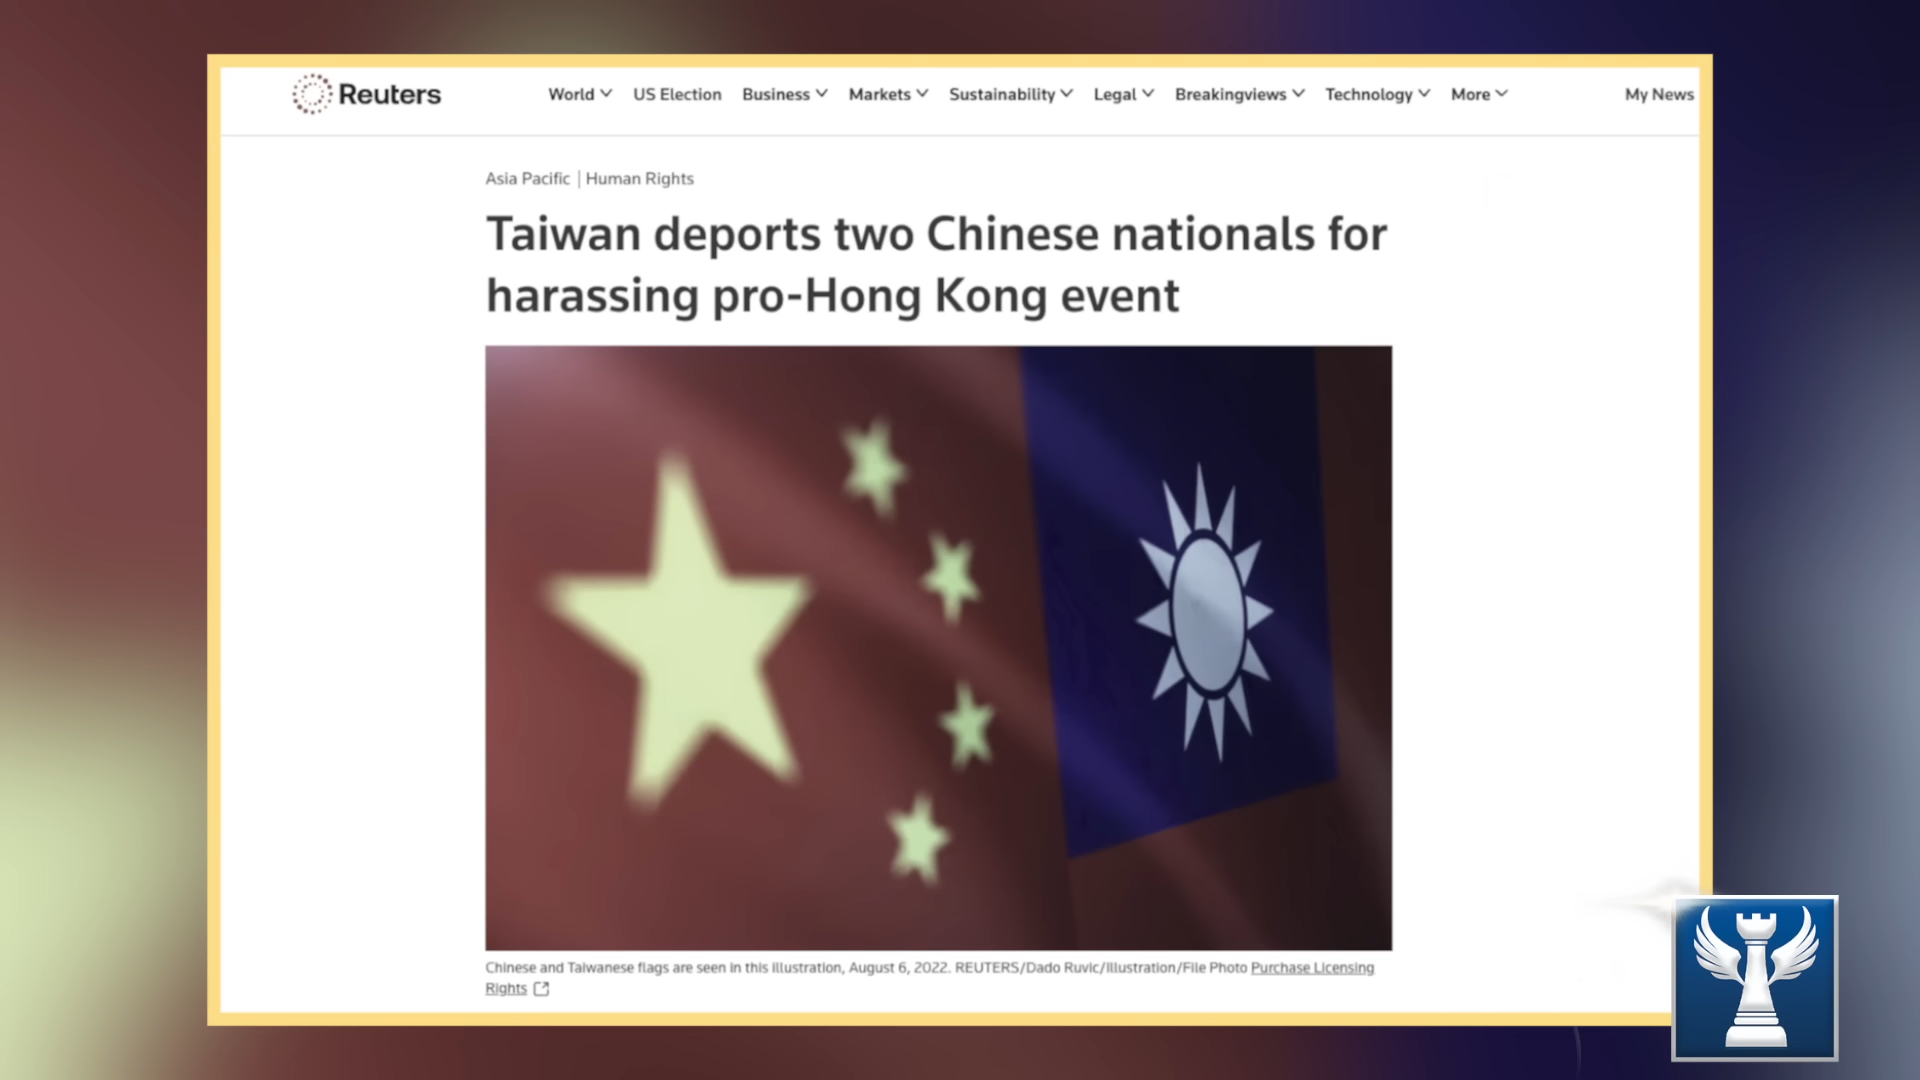 Reuters
World US Election Business Markets Sustainability Legal Breakingviews Technology More My News
Asia Pacific | Human Rights
Taiwan deports two Chinese nationals for
harassing pro-Hong Kong event
Chinese and Taiwanese flags are seen in this illustration, August 6, 2022. REUTERS/Dado Ruvic/Illustration/File Photo Purchase Licensing
Rights